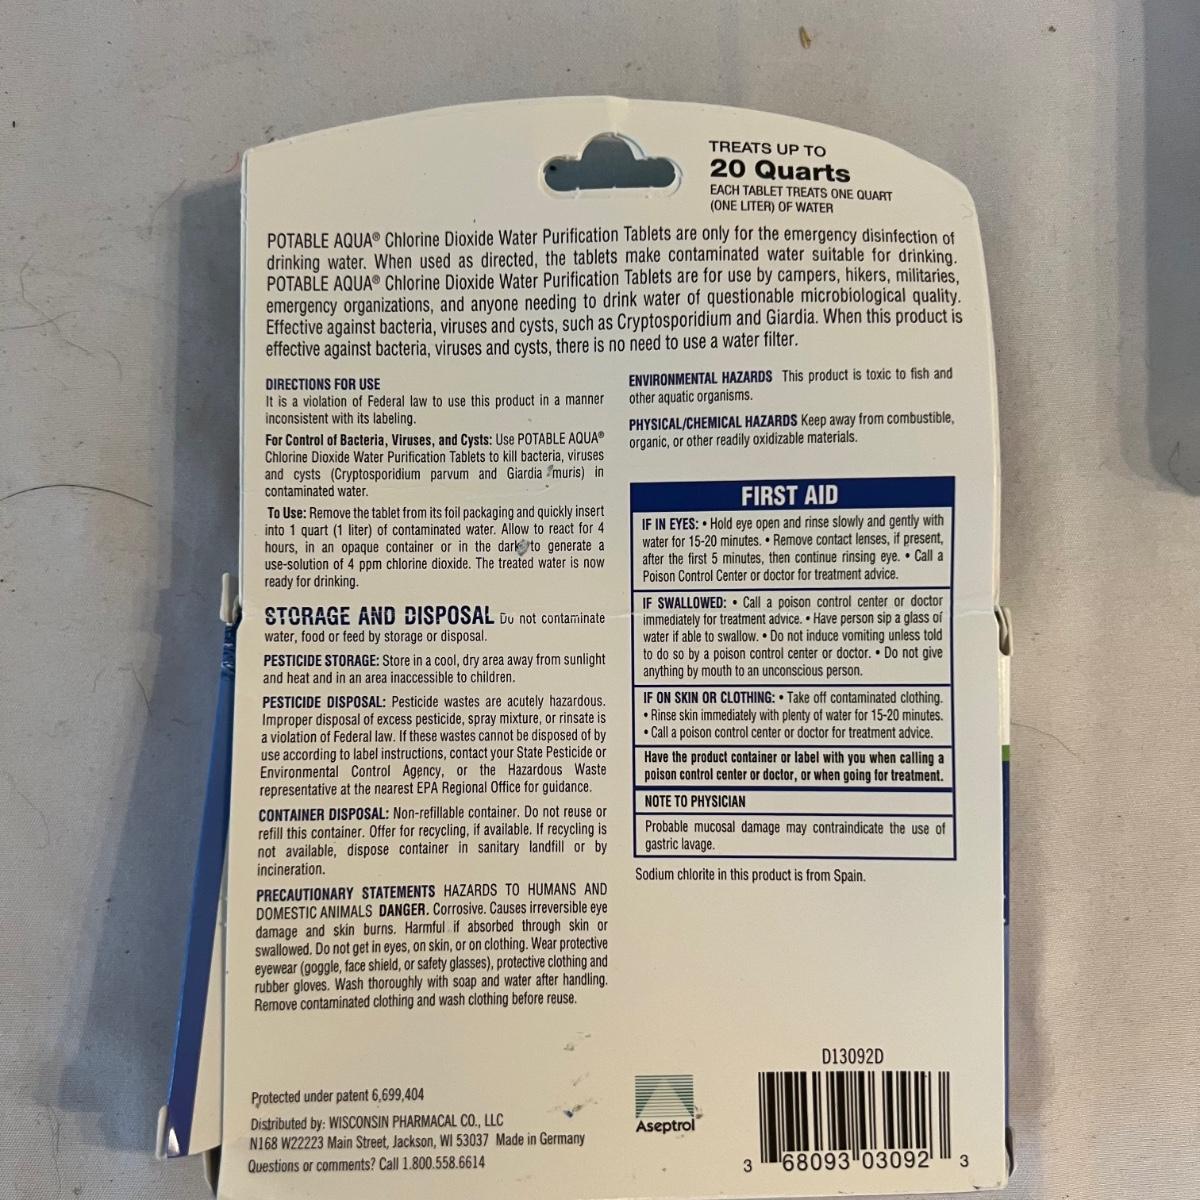 TREATS UP TO
20 Quarts
EACH TABLET TREATS ONE QUART
(ONE LITER) OF WATER
POTABLE AQUA® Chlorine Dioxide Water Purification Tablets are only for the emergency disinfection of
drinking water. When used as directed, the tablets make contaminated water suitable for drinking.
POTABLE AQUA® Chlorine Dioxide Water Purification Tablets are for use by campers, hikers, militaries,
emergency organizations, and anyone needing to drink water of questionable microbiological quality.
Effective against bacteria, viruses and cysts, such as Cryptosporidium and Giardia. When this product is
effective against bacteria, viruses and cysts, there is no need to use a water filter.
DIRECTIONS FOR USE
It is a violation of Federal law to use this product in a manner
inconsistent with its labeling.
For Control of Bacteria, Viruses, and Cysts: Use POTABLE AQUA®
Chlorine Dioxide Water Purification Tablets to kill bacteria, viruses
and cysts (Cryptosporidium parvum and Giardia muris) in
contaminated water.
To Use: Remove the tablet from its foil packaging and quickly insert
into 1 quart (1 liter) of contaminated water. Allow to react for 4
hours, in an opaque container or in the dark, to generate a
use-solution of 4 ppm chlorine dioxide. The treated water is now
ready for drinking.
STORAGE AND DISPOSAL Do not contaminate
water, food or feed by storage or disposal.
PESTICIDE STORAGE: Store in a cool, dry area away from sunlight
and heat and in an area inaccessible to children.
PESTICIDE DISPOSAL: Pesticide wastes are acutely hazardous.
Improper disposal of excess pesticide, spray mixture, or rinsate is
a violation of Federal law. If these wastes cannot be disposed of by
use according to label instructions, contact your State Pesticide or
Environmental Control Agency, or the Hazardous Waste
representative at the nearest EPA Regional Office for guidance.
CONTAINER DISPOSAL: Non-refillable container. Do not reuse or
refill this container. Offer for recycling, if available. If recycling is
not available, dispose container in sanitary landfill or by
incineration.
PRECAUTIONARY STATEMENTS HAZARDS TO HUMANS AND
DOMESTIC ANIMALS DANGER. Corrosive. Causes irreversible eye
damage and skin burns. Harmful if absorbed through skin or
swallowed. Do not get in eyes, on skin, or on clothing. Wear protective
eyewear (goggle, face shield, or safety glasses), protective clothing and
rubber gloves. Wash thoroughly with soap and water after handling.
Remove contaminated clothing and wash clothing before reuse.
ENVIRONMENTAL HAZARDS This product is toxic to fish and
other aquatic organisms.
PHYSICAL/CHEMICAL HAZARDS Keep away from combustible,
organic, or other readily oxidizable materials.
FIRST AID
IF IN EYES: • Hold eye open and rinse slowly and gently with
water for 15-20 minutes. • Remove contact lenses, if present,
after the first 5 minutes, then continue rinsing eye. • Call a
Poison Control Center or doctor for treatment advice.
IF SWALLOWED: • Call a poison control center or doctor
immediately for treatment advice. • Have person sip a glass of
water if able to swallow. • Do not induce vomiting unless told
to do so by a poison control center or doctor. • Do not give
anything by mouth to an unconscious person.
IF ON SKIN OR CLOTHING: • Take off contaminated clothing.
• Rinse skin immediately with plenty of water for 15-20 minutes.
• Call a poison control center or doctor for treatment advice.
Have the product container or label with you when calling a
poison control center or doctor, or when going for treatment.
NOTE TO PHYSICIAN
Probable mucosal damage may contraindicate the use of
gastric lavage.
Sodium chlorite in this product is from Spain.
Protected under patent 6,699,404
Distributed by: WISCONSIN PHARMACAL CO., LLC
N168 W22223 Main Street, Jackson, WI 53037 Made in Germany
Questions or comments? Call 1.800.558.6614
Aseptrol
D13092D
3 68093 03092 3